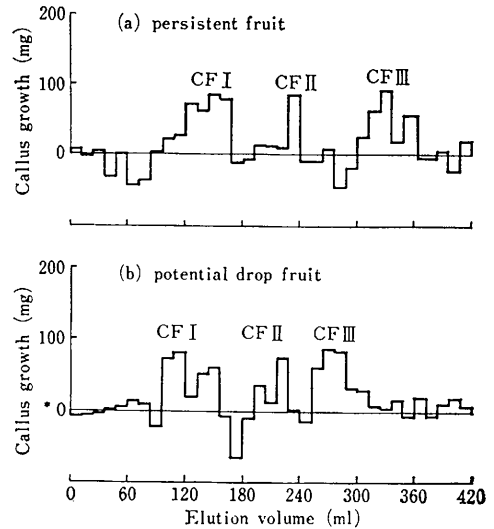 200
(a) persistent fruit
CF I
CF II
CF III
100
0
Callus growth (mg)
200
(b) potential drop fruit
CF I
CF II
CF III
100
* 0
Callus growth (mg)
0 60 120 180 240 300 360 420
Elution volume (ml)